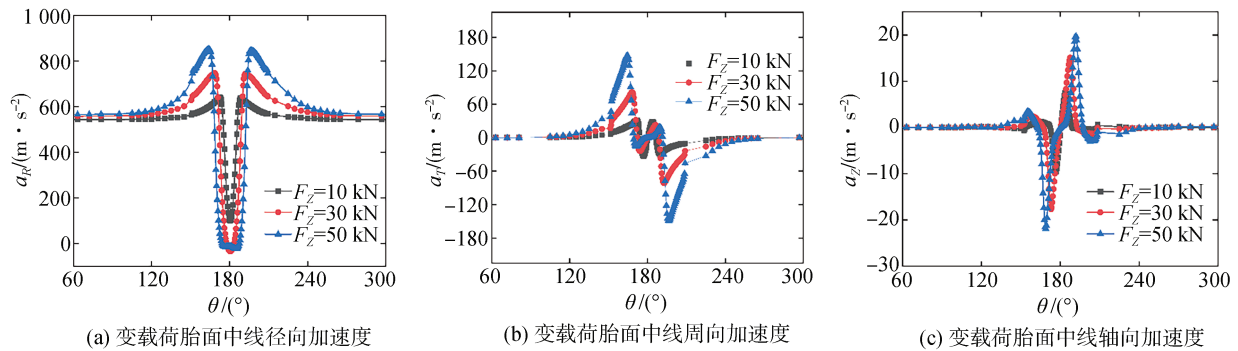 1 000
800
600
400
200
0
a_R/(m·s⁻²)
F_Z=10 kN
F_Z=30 kN
F_Z=50 kN
60 120 180 240 300
θ/(°)
(a) 变载荷胎面中线径向加速度
180
120
60
0
−60
−120
−180
a_T/(m·s⁻²)
F_Z=10 kN
F_Z=30 kN
F_Z=50 kN
60 120 180 240 300
θ/(°)
(b) 变载荷胎面中线周向加速度
25
20
10
0
−10
−20
−30
a_Z/(m·s⁻²)
F_Z=10 kN
F_Z=30 kN
F_Z=50 kN
60 120 180 240 300
θ/(°)
(c) 变载荷胎面中线轴向加速度